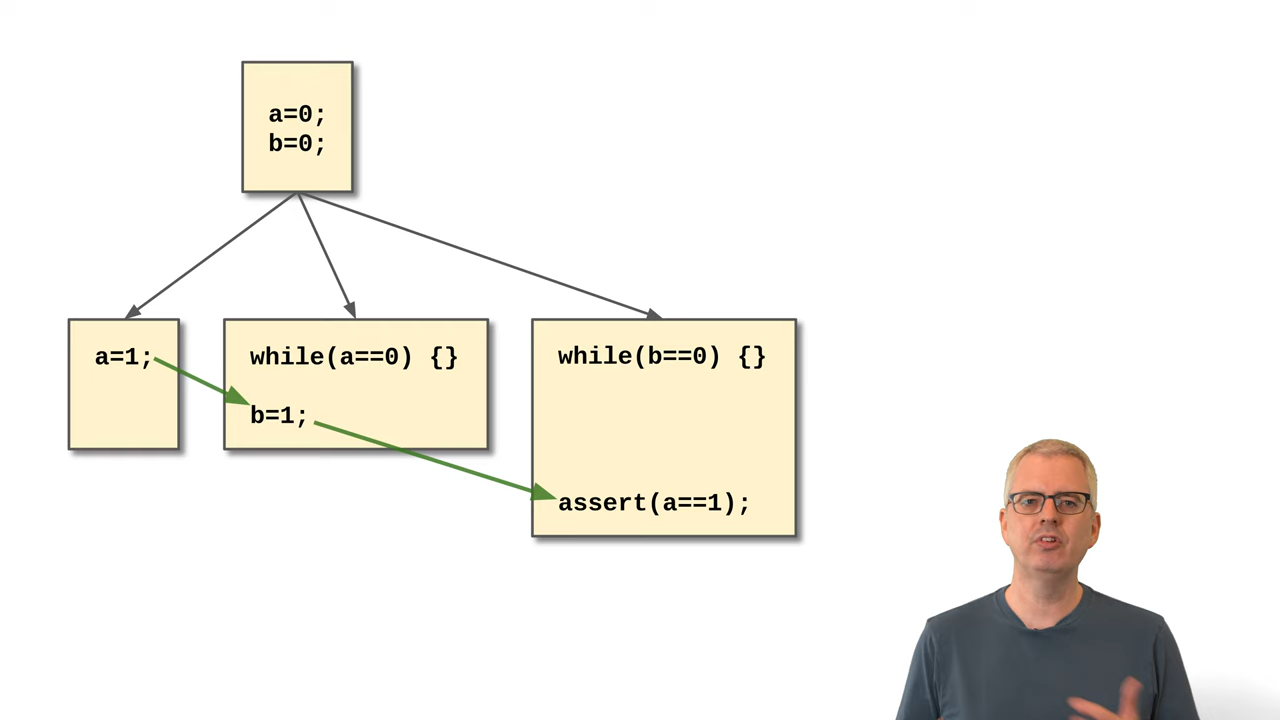 a=0;
b=0;
a=1;
while(a==0) {}
b=1;
while(b==0) {}
assert(a==1);